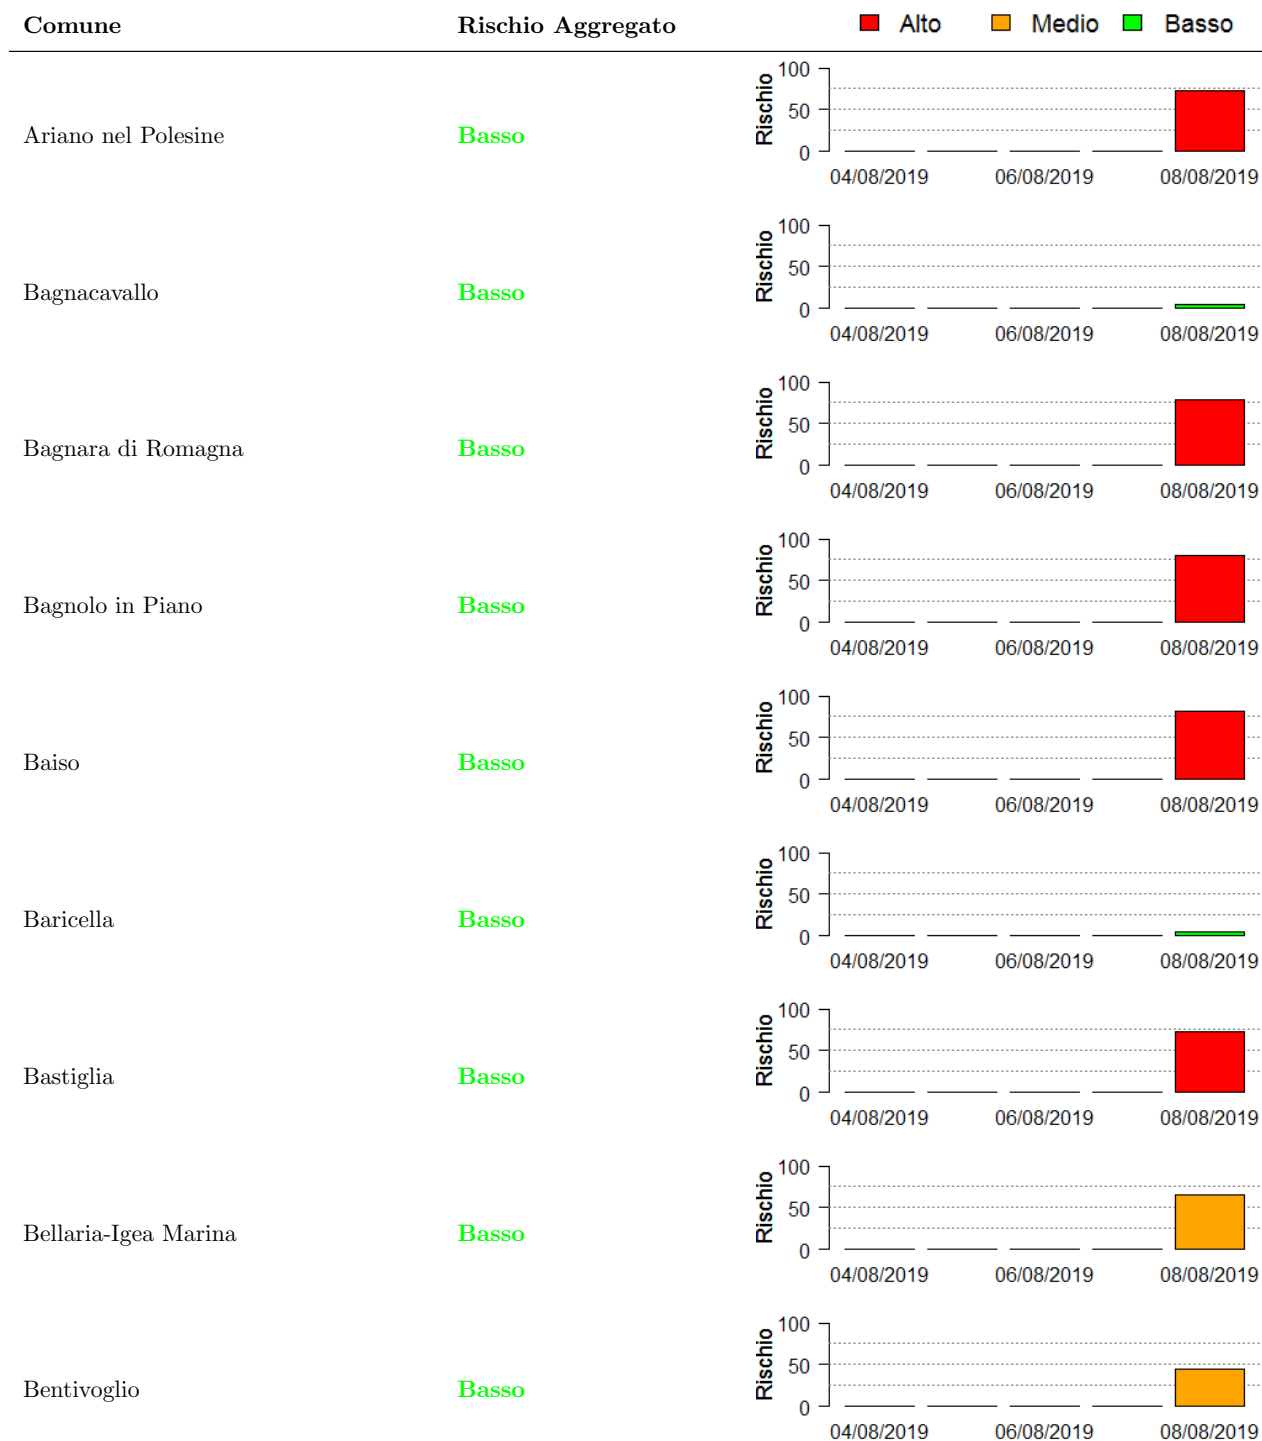 Comune Rischio Aggregato Alto Medio Basso
Ariano nel Polesine Basso Rischio 100 50 0
04/08/2019 06/08/2019 08/08/2019
Bagnacavallo Basso Rischio 100 50 0
04/08/2019 06/08/2019 08/08/2019
Bagnara di Romagna Basso Rischio 100 50 0
04/08/2019 06/08/2019 08/08/2019
Bagnolo in Piano Basso Rischio 100 50 0
04/08/2019 06/08/2019 08/08/2019
Baiso Basso Rischio 100 50 0
04/08/2019 06/08/2019 08/08/2019
Baricella Basso Rischio 100 50 0
04/08/2019 06/08/2019 08/08/2019
Bastiglia Basso Rischio 100 50 0
04/08/2019 06/08/2019 08/08/2019
Bellaria-Igea Marina Basso Rischio 100 50 0
04/08/2019 06/08/2019 08/08/2019
Bentivoglio Basso Rischio 100 50 0
04/08/2019 06/08/2019 08/08/2019